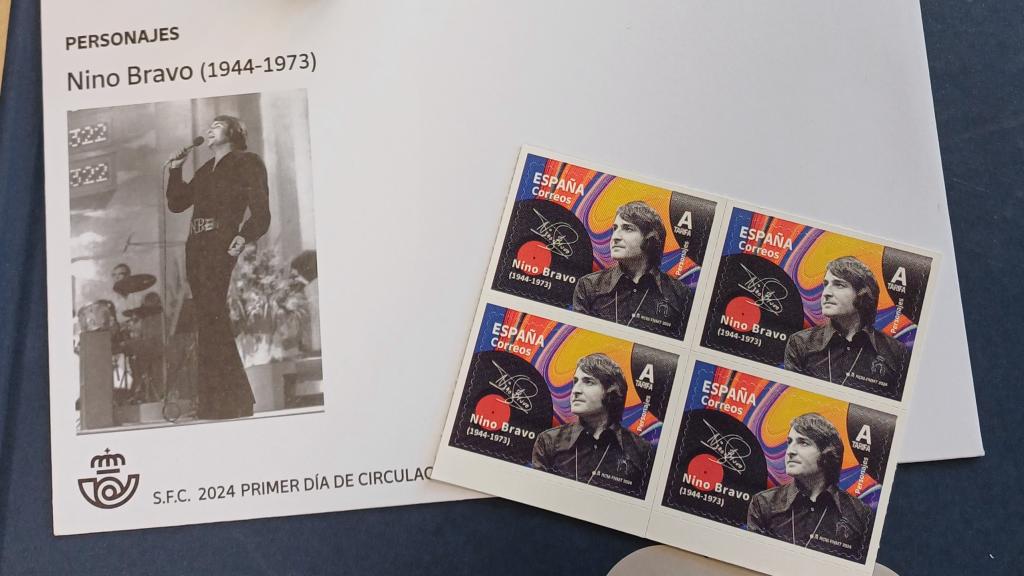 PERSONAJES
Nino Bravo (1944-1973)
S.F.C. 2024 PRIMER DÍA DE CIRCULAC
ESPAÑA
Correos
A
TARIFA
Personajes
Nino Bravo
(1944-1973)
ESPAÑA
Correos
A
TARIFA
Personajes
Nino Bravo
(1944-1973)
ESPAÑA
Correos
A
TARIFA
Personajes
Nino Bravo
(1944-1973)
ESPAÑA
Correos
A
TARIFA
Personajes
Nino Bravo
(1944-1973)